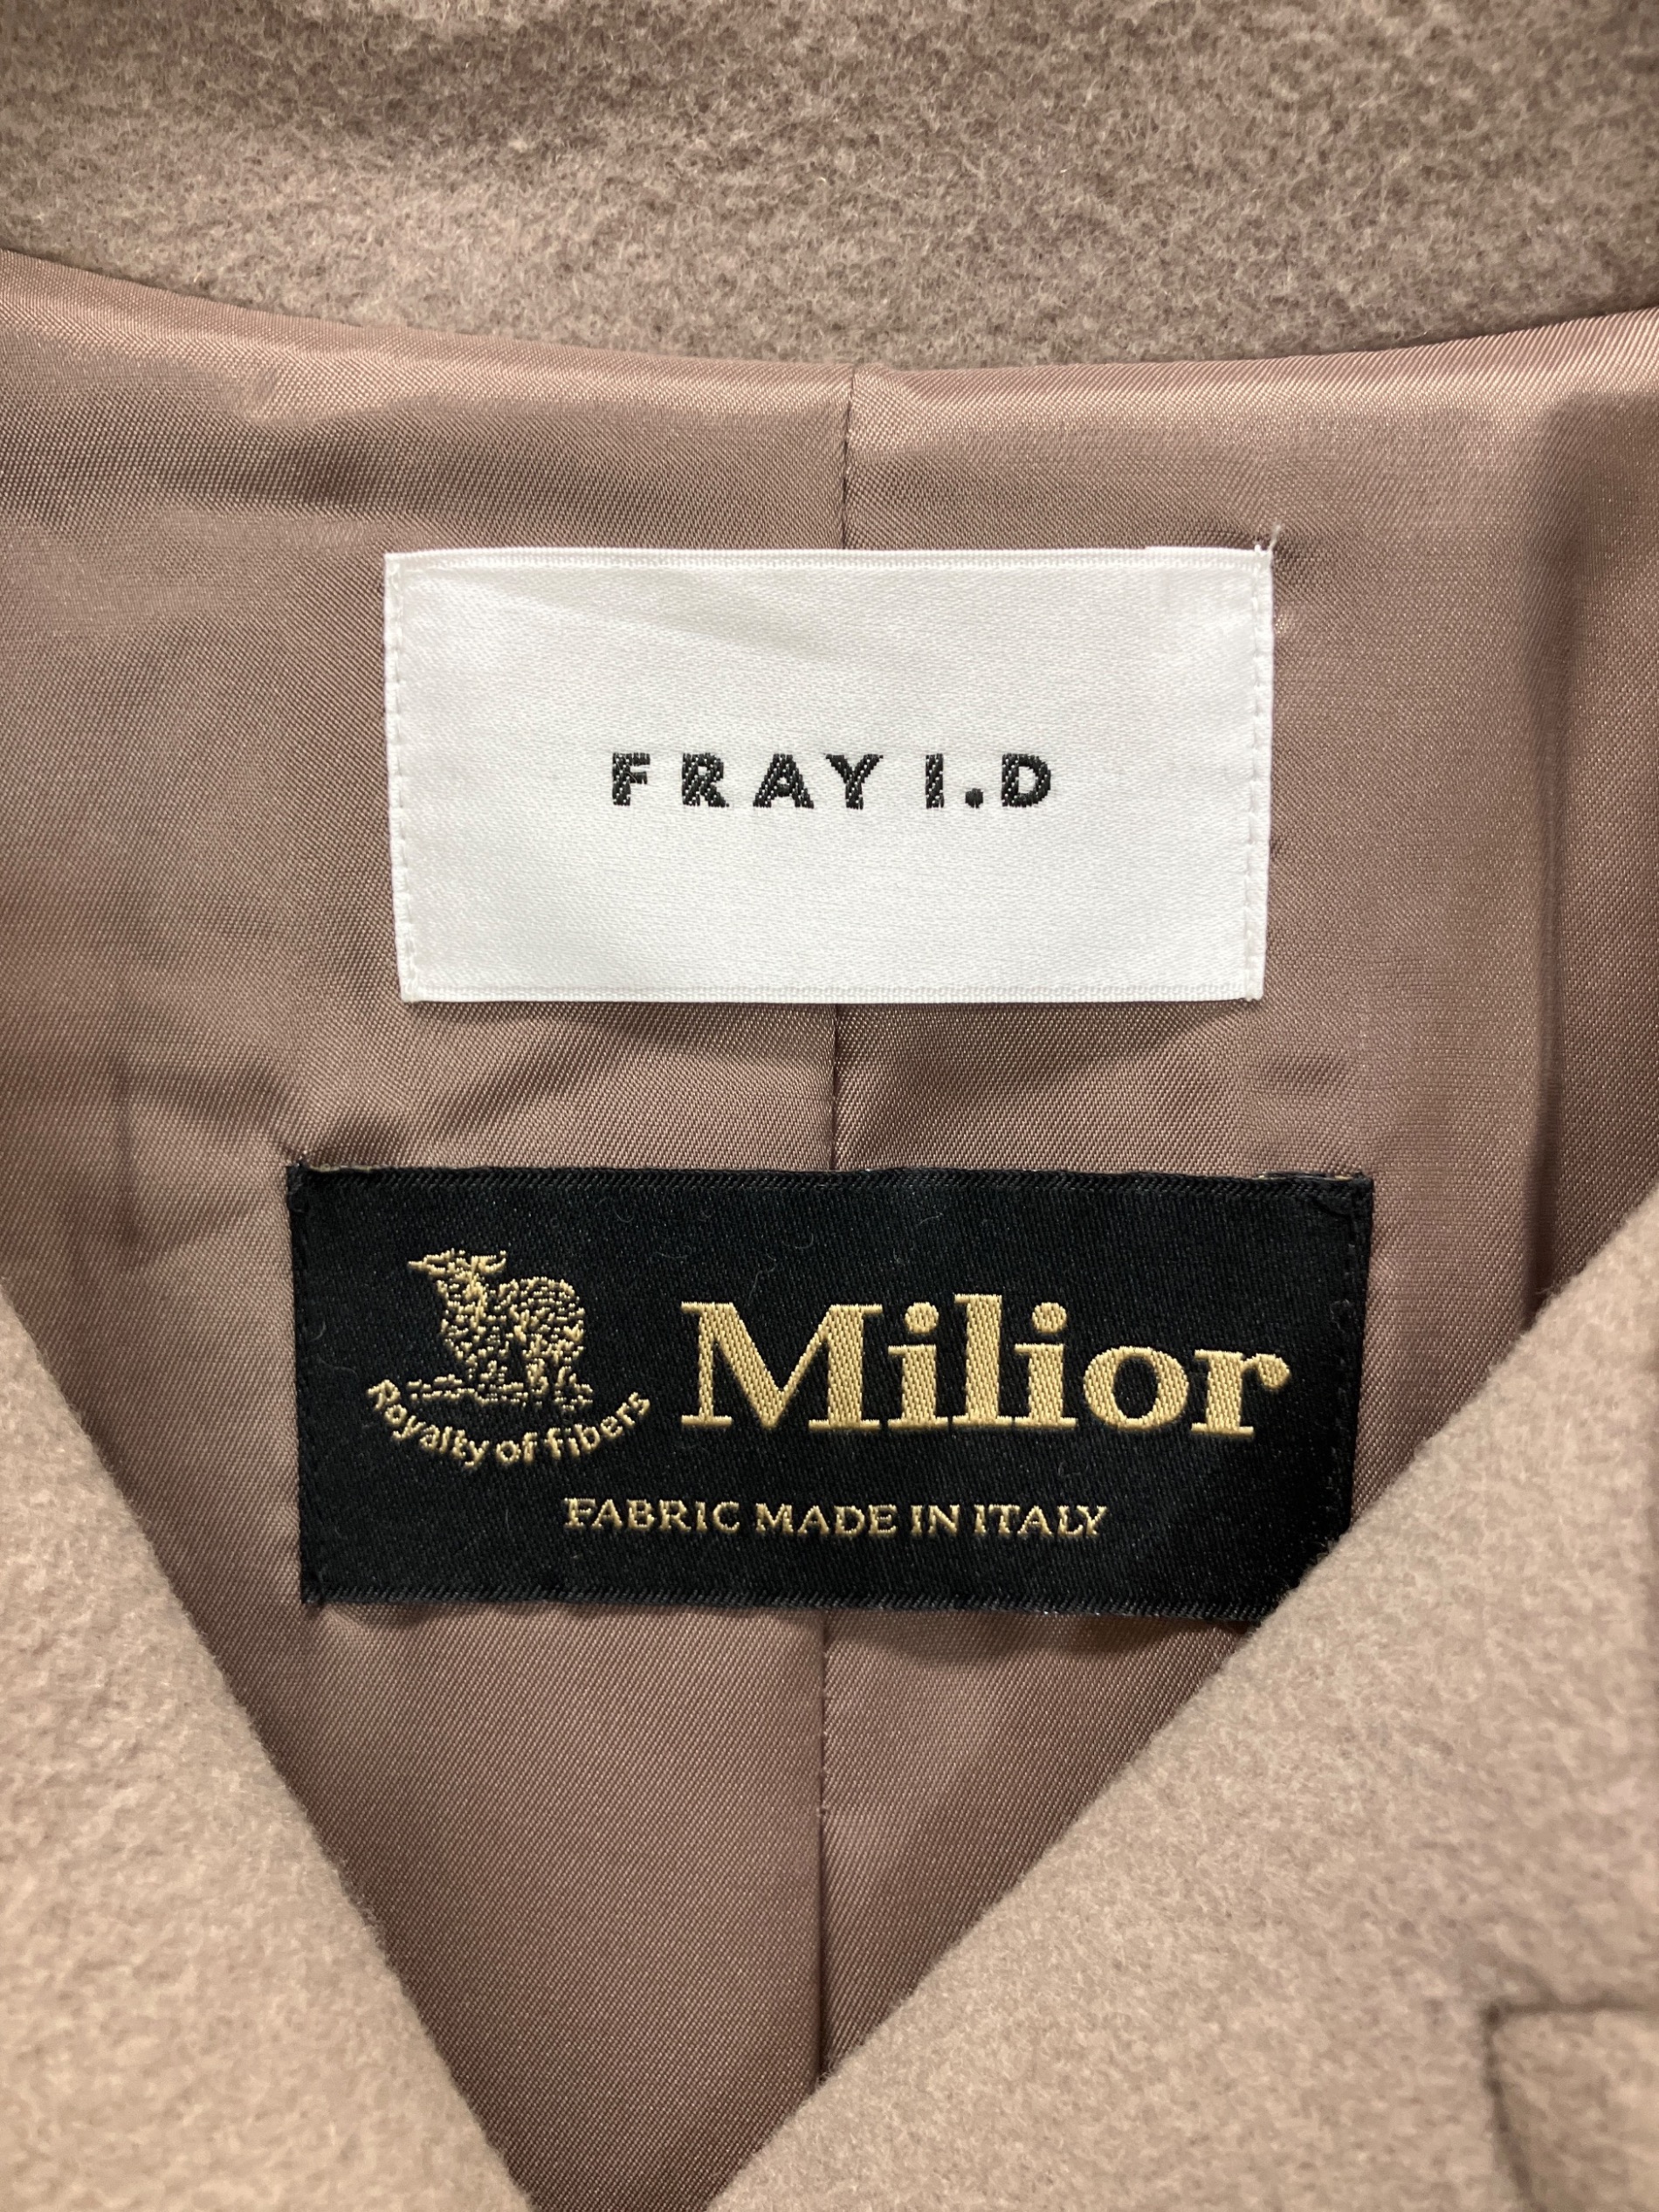 FRAY I.D
Milior
Royalty of fibers
FABRIC MADE IN ITALY